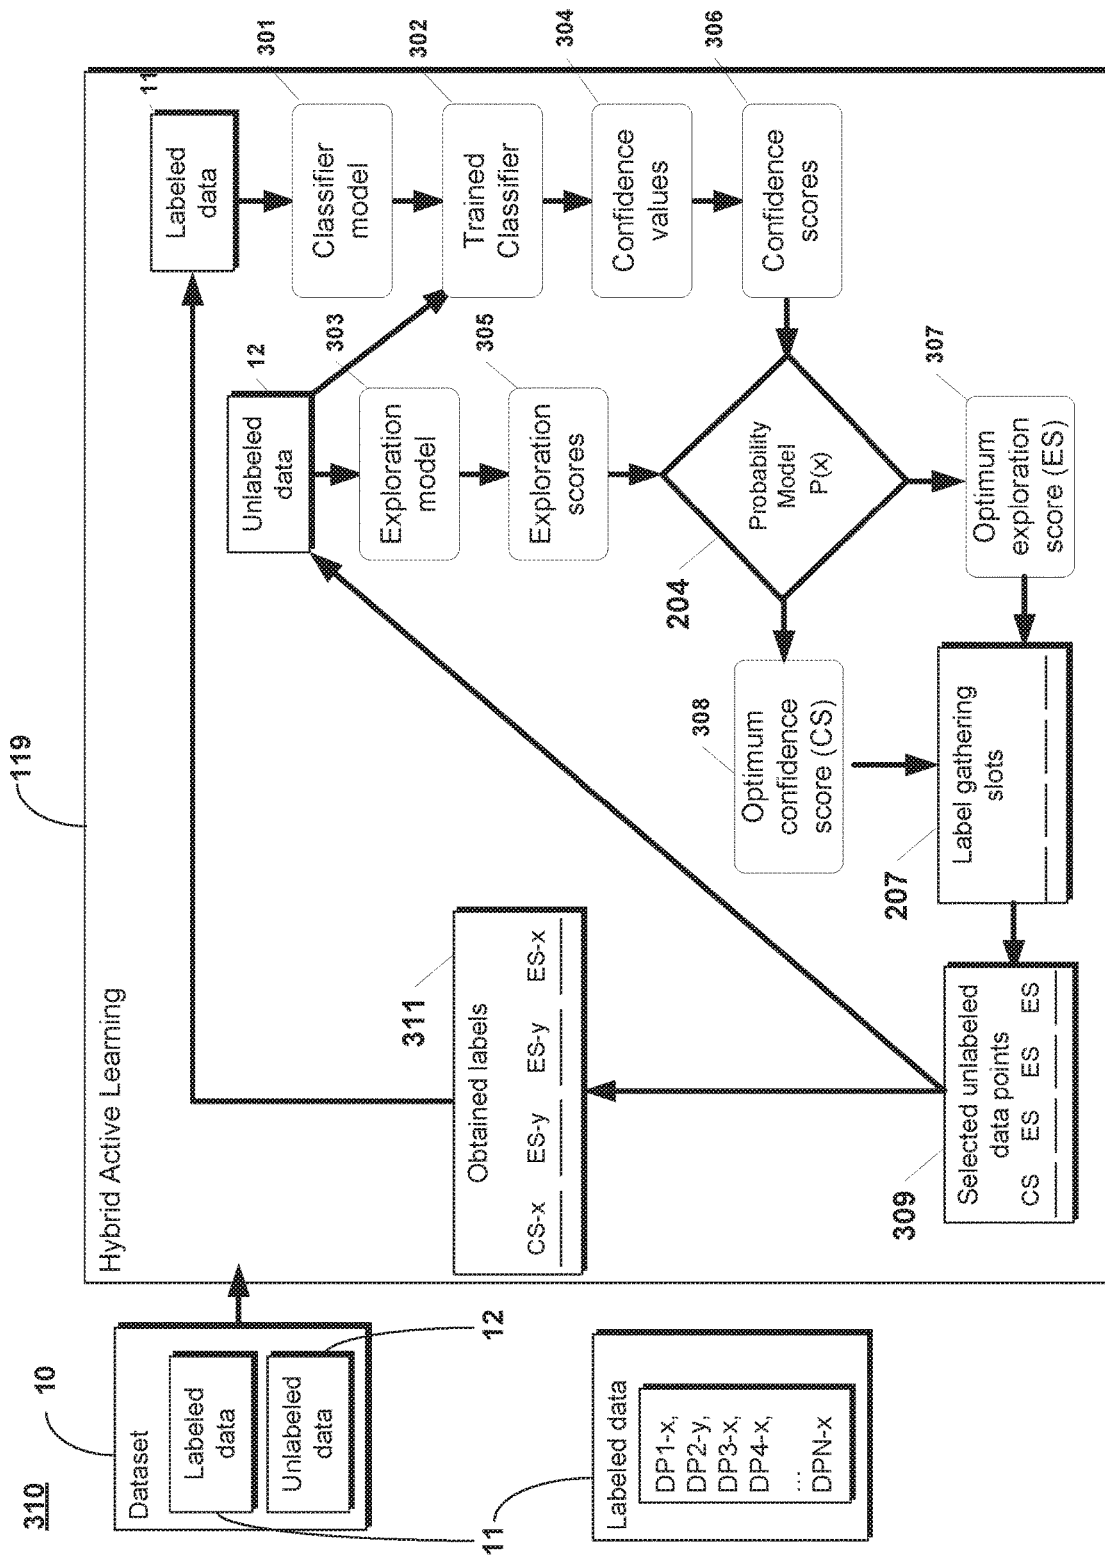 310
10
Dataset
Labeled
data
Unlabeled
data
12
11
Labeled data
DP1-x,
DP2-y,
DP3-x,
DP4-x,
...
DPN-x
119
Hybrid Active Learning
11
Labeled
data
301
Classifier
model
302
Trained
Classifier
304
Confidence
values
306
Confidence
scores
12
Unlabeled
data
303
Exploration
model
305
Exploration
scores
204
Probability
Model
P(x)
307
Optimum
exploration
score (ES)
308
Optimum
confidence
score (CS)
207
Label gathering
slots
311
Obtained labels
CS-x ES-y ES-y ES-x
309
Selected unlabeled
data points
CS ES ES ES